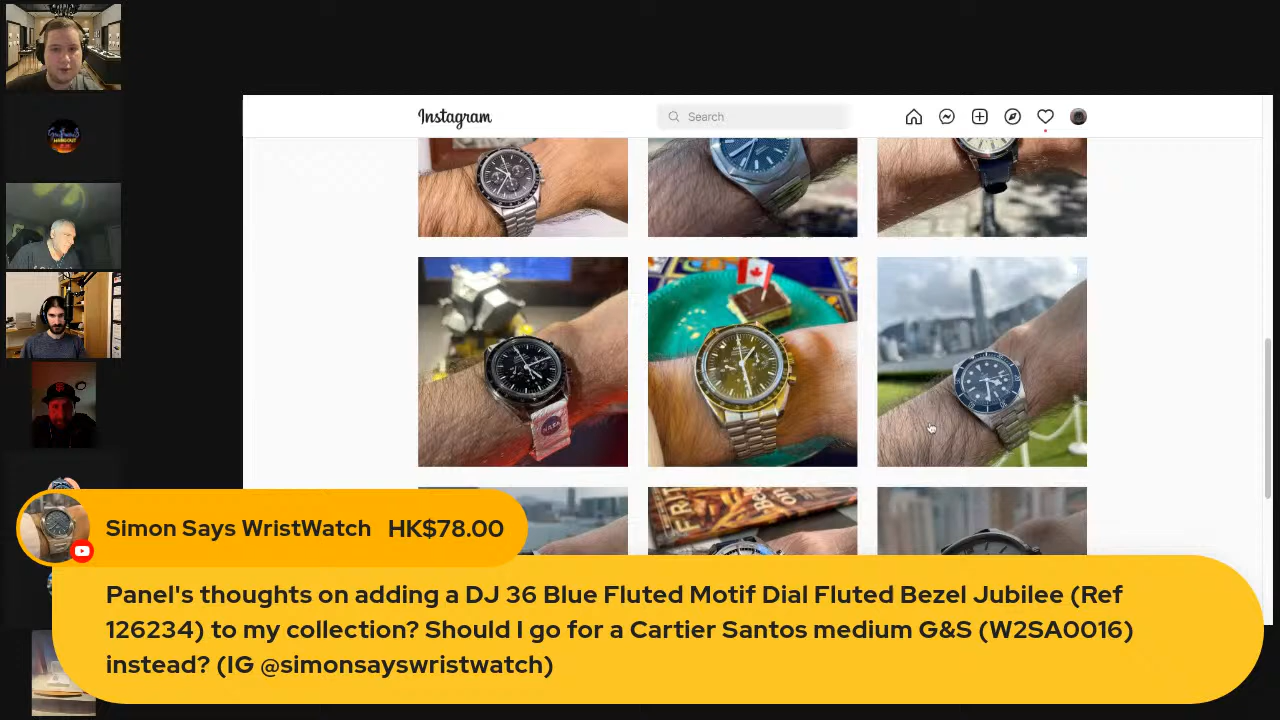 Instagram
Search
NASA
Simon Says WristWatch HK$78.00
Panel's thoughts on adding a DJ 36 Blue Fluted Motif Dial Fluted Bezel Jubilee (Ref
126234) to my collection? Should I go for a Cartier Santos medium G&S (W2SA0016)
instead? (IG @simonsayswristwatch)